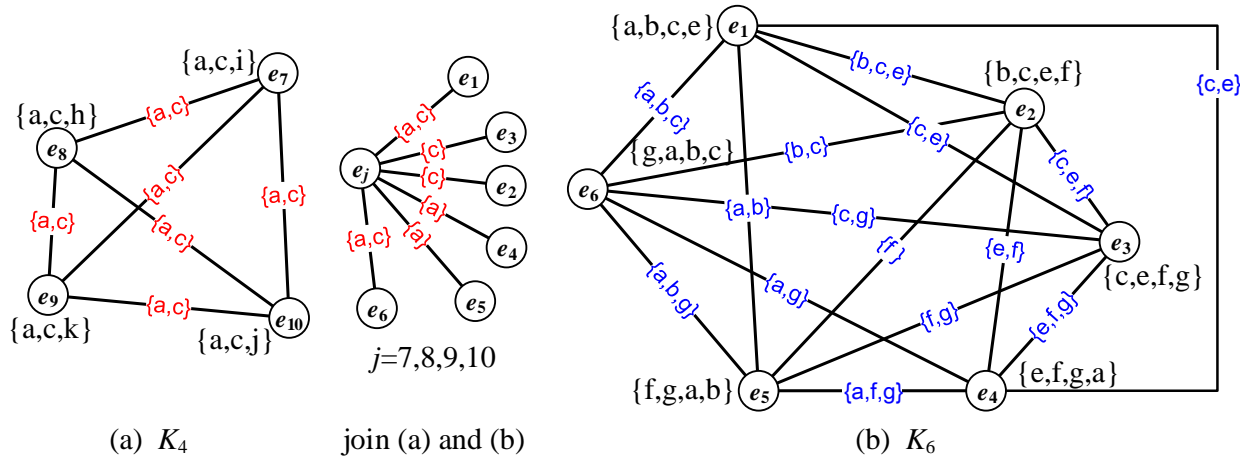 {a,c,i}
e7
{a,c,h}
e8
{a,c}
{a,c}
{a,c}
{a,c}
{a,c}
e9
{a,c,k}
{a,c}
{a,c,j}
e10
(a) K4
e1
{a,c}
e3
{c}
ej
{c}
e2
{a}
e4
{a}
{a,c}
e5
e6
j=7,8,9,10
join (a) and (b)
{a,b,c,e}
e1
{b,c,e}
{b,c,e,f}
{c,e}
e2
{a,b,c}
{c,e}
{g,a,b,c}
{b,c}
{c,e,f}
e6
{a,b}
{c,g}
e3
{f}
{e,f}
{c,e,f,g}
{a,b,g}
{a,g}
{f,g}
{e,f,g}
{f,g,a,b}
e5
{a,f,g}
e4
{e,f,g,a}
(b) K6